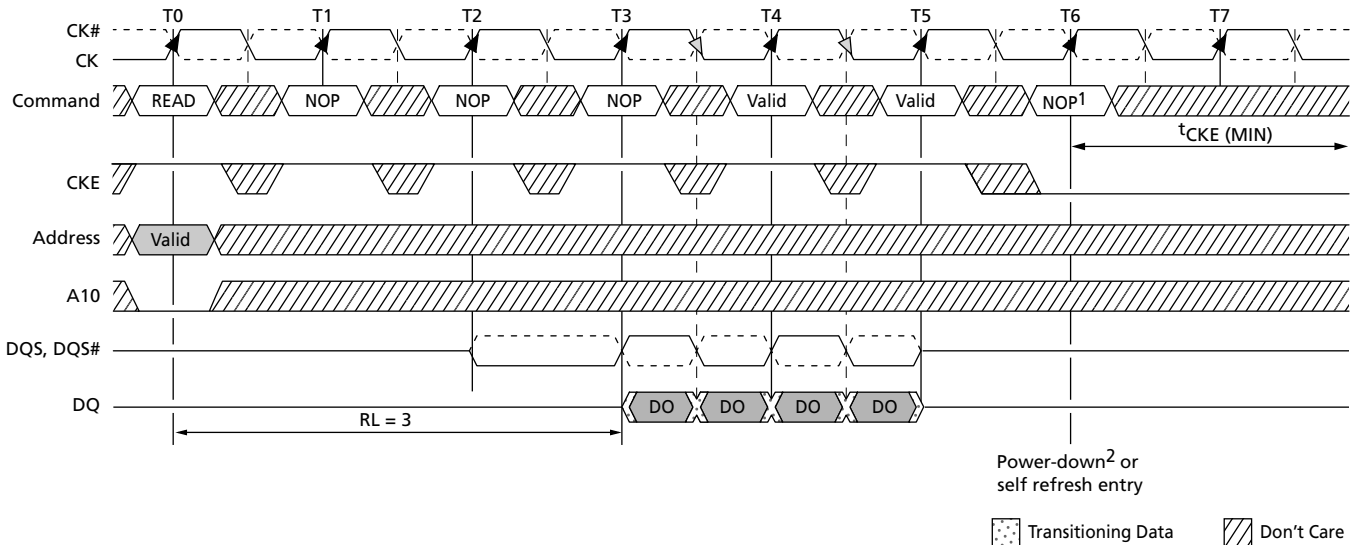 T0 T1 T2 T3 T4 T5 T6 T7
CK#
CK
Command READ NOP NOP NOP Valid Valid NOP1
tCKE (MIN)
CKE
Address Valid
A10
DQS, DQS#
DQ DO DO DO DO
RL = 3
Power-down2 or
self refresh entry
Transitioning Data Don't Care